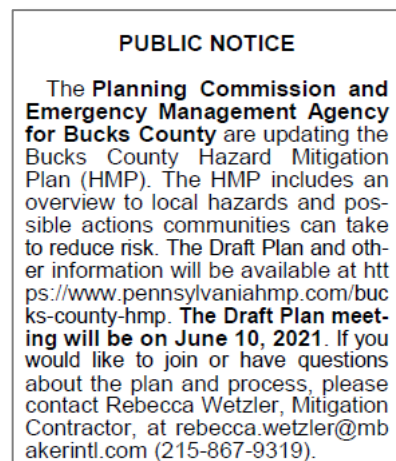 PUBLIC NOTICE
The Planning Commission and
Emergency Management Agency
for Bucks County are updating the
Bucks County Hazard Mitigation
Plan (HMP). The HMP includes an
overview to local hazards and pos-
sible actions communities can take
to reduce risk. The Draft Plan and oth-
er information will be available at htt
ps://www.pennsylvaniahmp.com/buc
ks-county-hmp. The Draft Plan meet-
ing will be on June 10, 2021. If you
would like to join or have questions
about the plan and process, please
contact Rebecca Wetzler, Mitigation
Contractor, at rebecca.wetzler@mb
akerintl.com (215-867-9319).